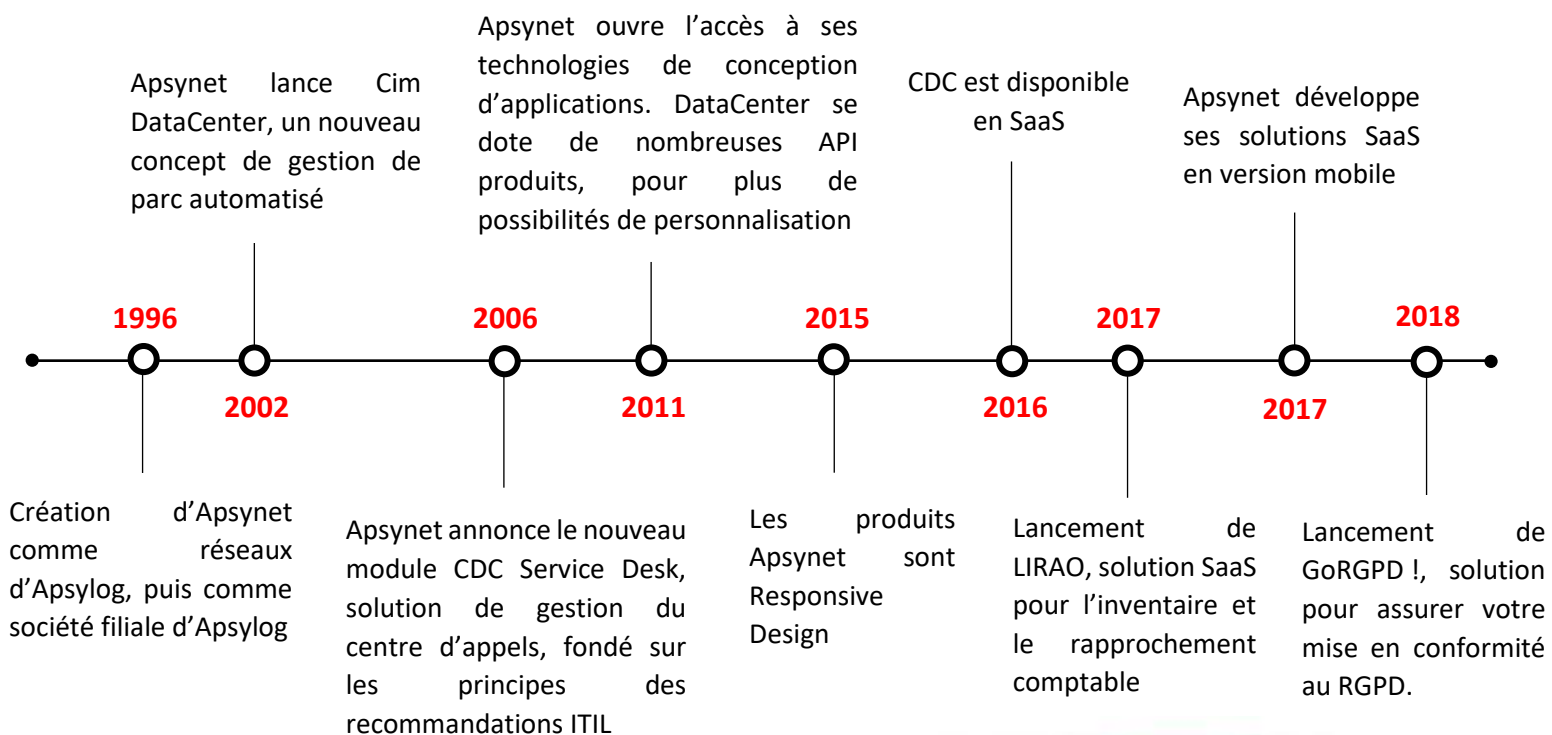 Apsynet lance Cim
DataCenter, un nouveau
concept de gestion de
parc automatisé
Apsynet ouvre l’accès à ses
technologies de conception
d’applications. DataCenter se
dote de nombreuses API
produits, pour plus de
possibilités de personnalisation
CDC est disponible
en SaaS
Apsynet développe
ses solutions SaaS
en version mobile
1996
2006
2015
2017
2018
2002
2011
2016
2017
Création d’Apsynet
comme réseaux
d’Apsylog, puis comme
société filiale d’Apsylog
Apsynet annonce le nouveau
module CDC Service Desk,
solution de gestion du
centre d’appels, fondé sur
les principes des
recommandations ITIL
Les produits
Apsynet sont
Responsive
Design
Lancement de
LIRAO, solution SaaS
pour l’inventaire et
le rapprochement
comptable
Lancement de
GoRGPD !, solution
pour assurer votre
mise en conformité
au RGPD.